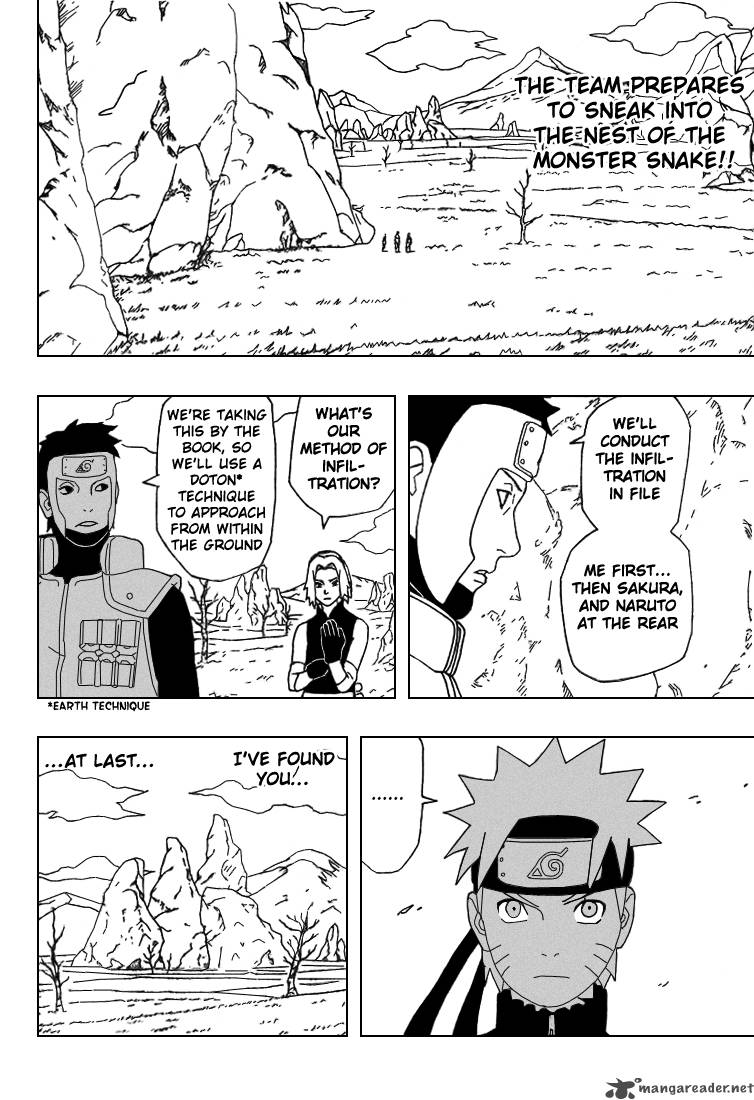 THE TEAM PREPARES
TO SNEAK INTO
THE NEST OF THE
MONSTER SNAKE!!
WE'LL
CONDUCT
THE INFIL-
TRATION
IN FILE
ME FIRST...
THEN SAKURA,
AND NARUTO
AT THE REAR
WHAT'S
OUR
METHOD OF
INFIL-
TRATION?
WE'RE TAKING
THIS BY THE
BOOK, SO
WE'LL USE A
DOTON*
TECHNIQUE
TO APPROACH
FROM WITHIN
THE GROUND
*EARTH TECHNIQUE
......
I'VE FOUND
YOU...
...AT LAST...
mangareader.net